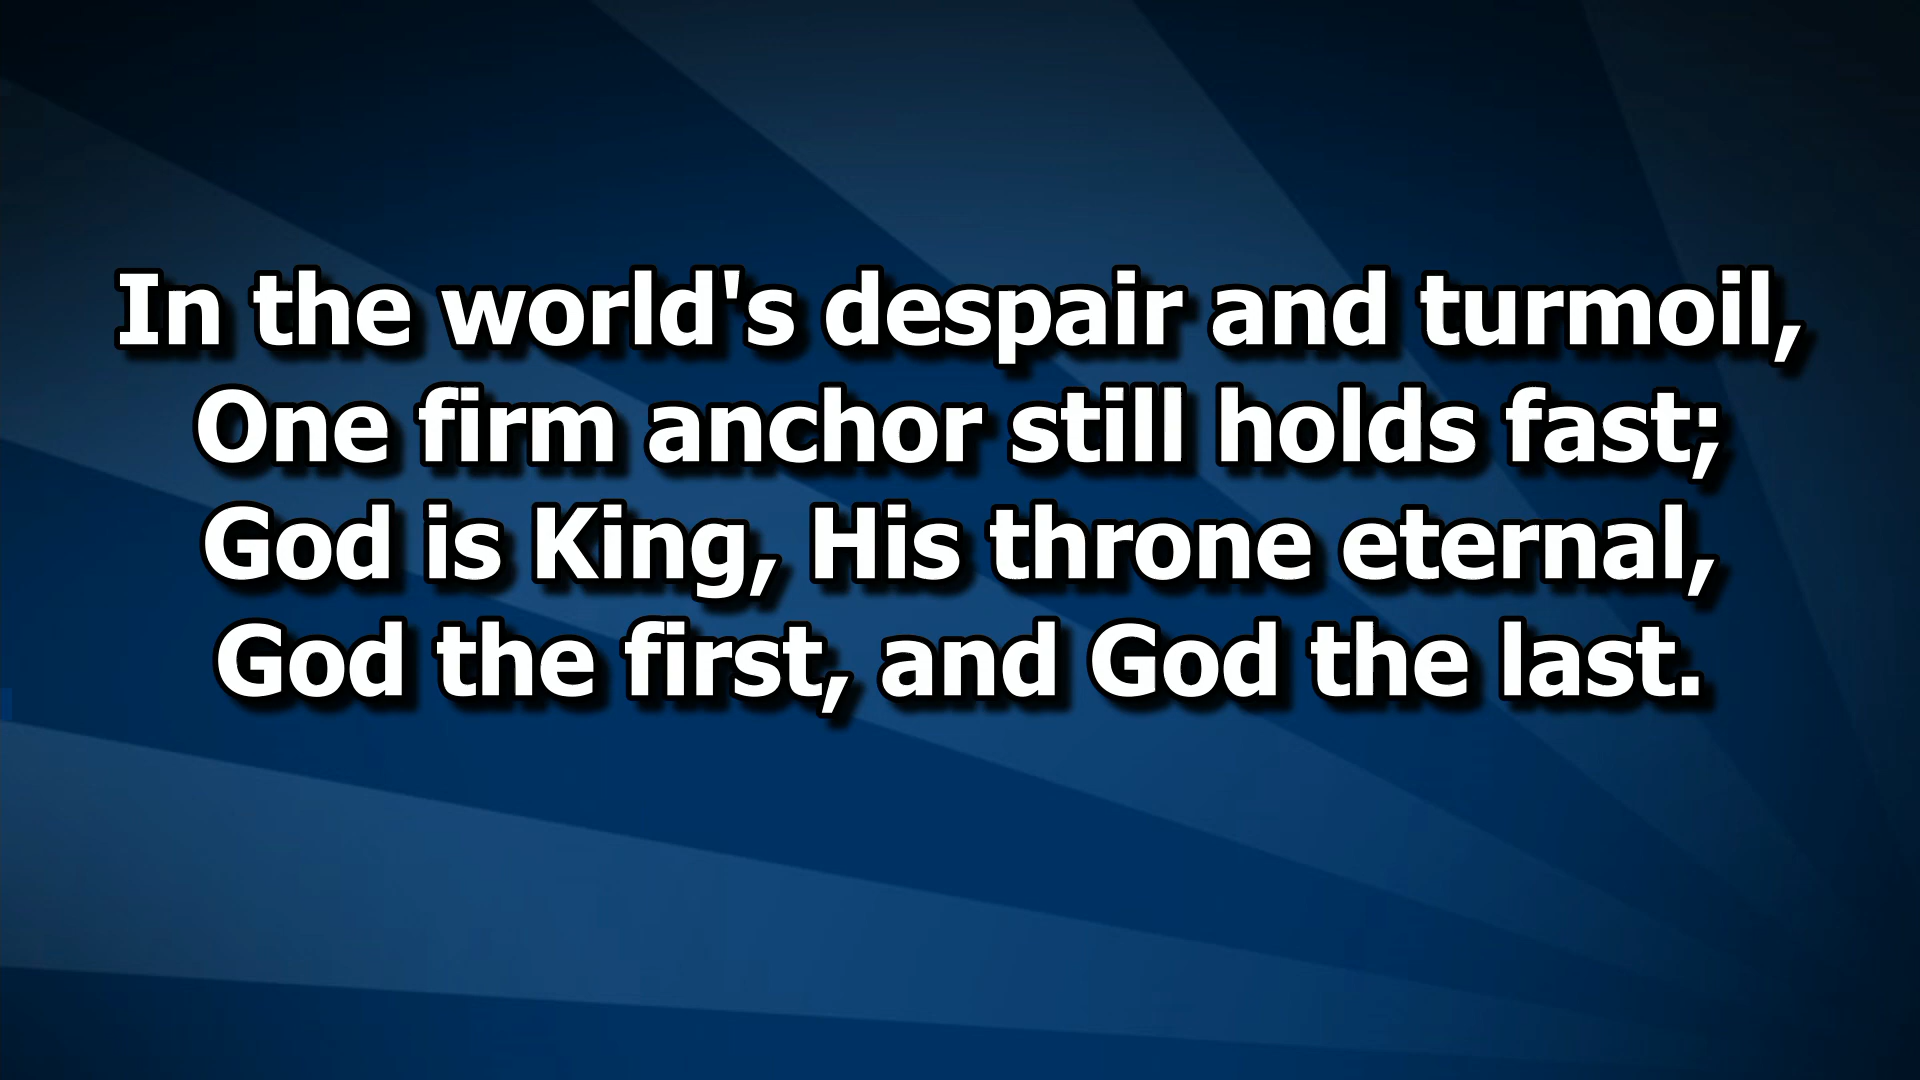 In the world's despair and turmoil,
One firm anchor still holds fast;
God is King, His throne eternal,
God the first, and God the last.